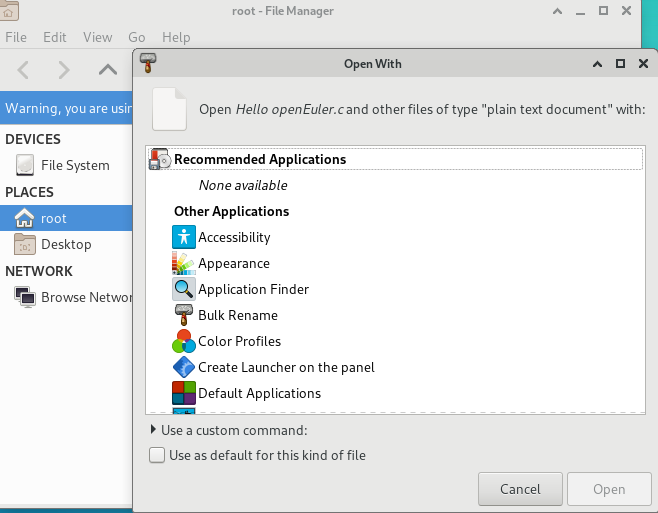 root - File Manager
File Edit View Go Help
Open With
Warning, you are usin
Open Hello openEuler.c and other files of type "plain text document" with:
DEVICES
File System
PLACES
root
Desktop
NETWORK
Browse Networ
Recommended Applications
None available
Other Applications
Accessibility
Appearance
Application Finder
Bulk Rename
Color Profiles
Create Launcher on the panel
Default Applications
Use a custom command:
Use as default for this kind of file
Cancel Open